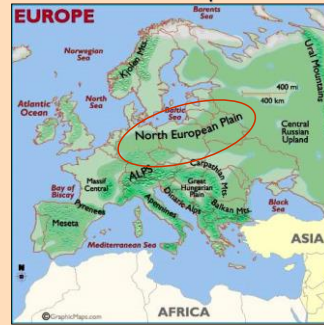 EUROPE
Barents
Sea
Norwegian
Sea
Kjolen Mts.
Ural Mountains
400 mi
400 km
Atlantic
Ocean
North
Sea
Baltic
Sea
North European Plain
Central
Russian
Upland
ALPS
Carpathian Mts.
Massif
Central
Great
Hungarian
Plain
Bay of
Biscay
Pyrenees
Meseta
Apennines
Dinaric Alps
Balkan Mts.
Black
Sea
Mediterranean Sea
ASIA
N
AFRICA
©GraphicMaps.com